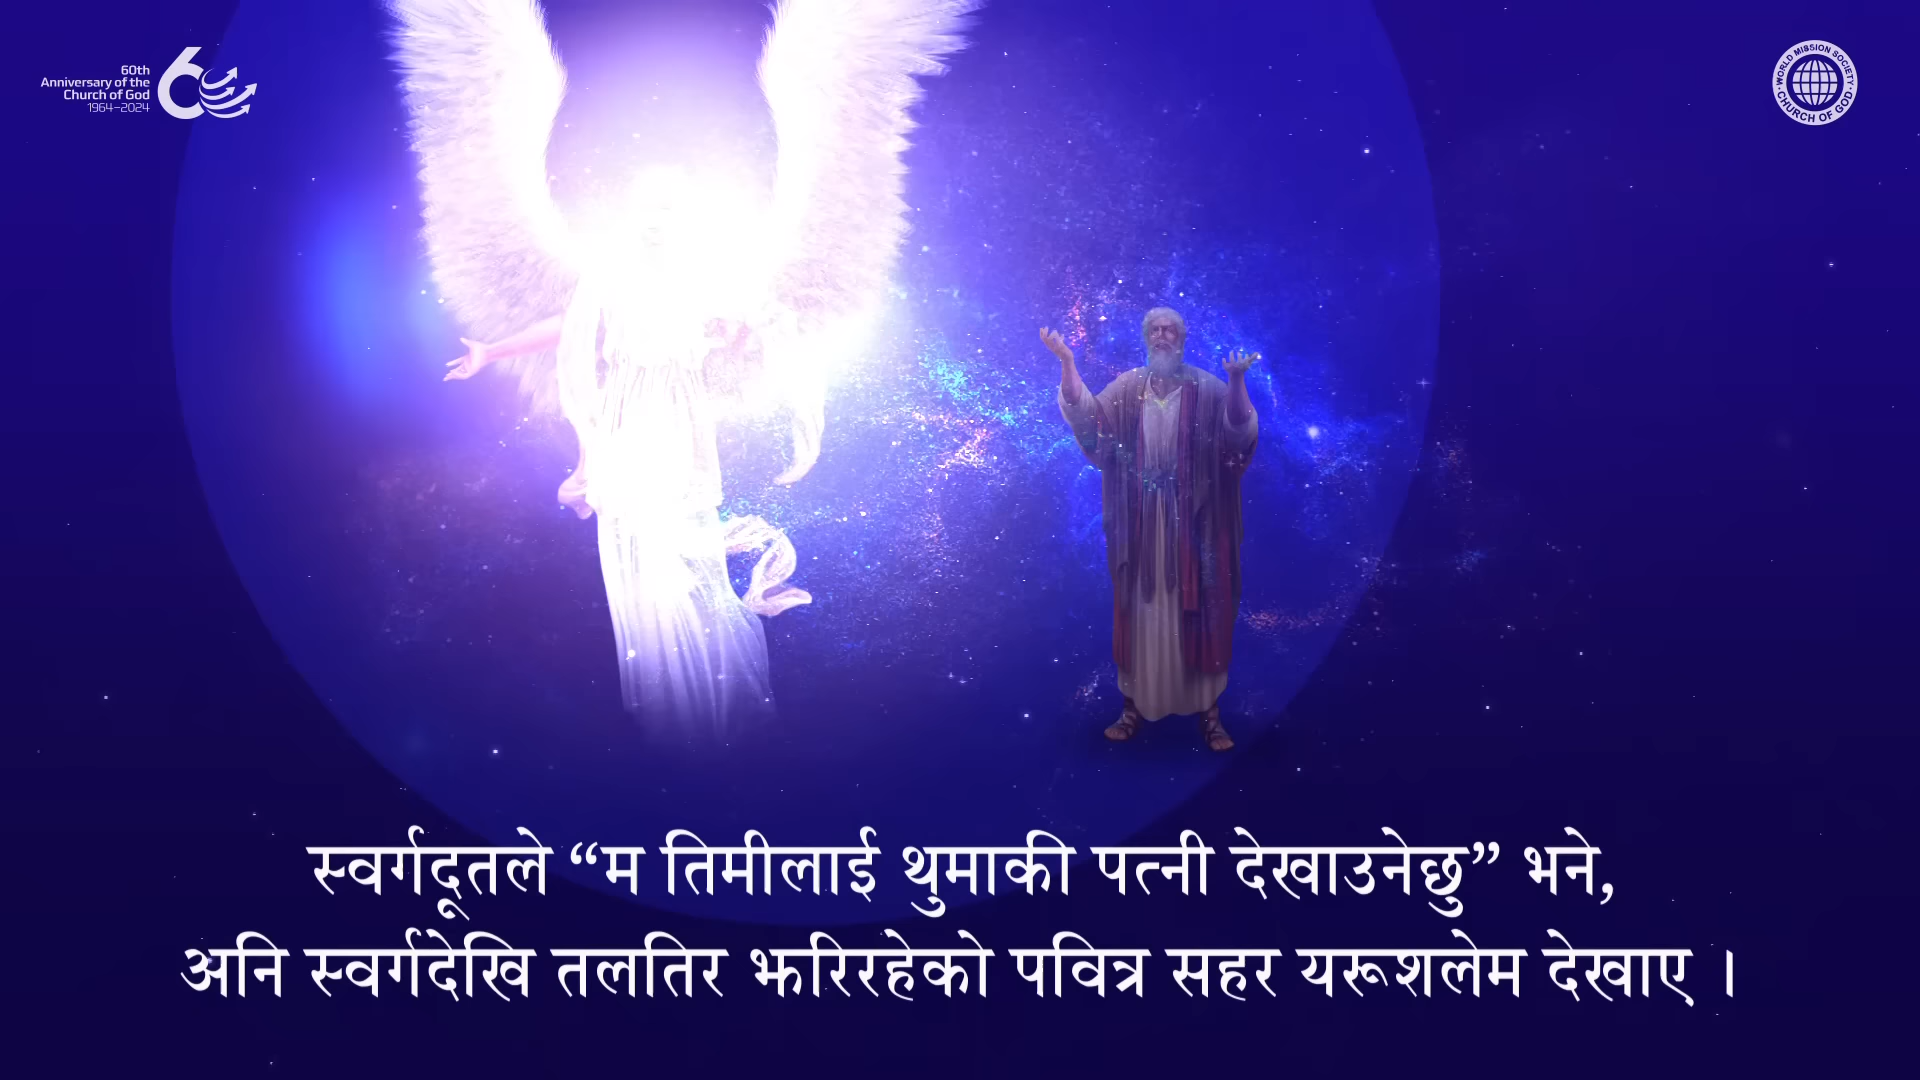 60th
Anniversary of the
Church of God
1964–2024
60
WORLD MISSION SOCIETY
CHURCH OF GOD
स्वर्गदूतले “म तिमीलाई थुमाकी पत्नी देखाउनेछु” भने,
अनि स्वर्गदेखि तलतिर झरिरहेको पवित्र सहर यरूशलेम देखाए ।